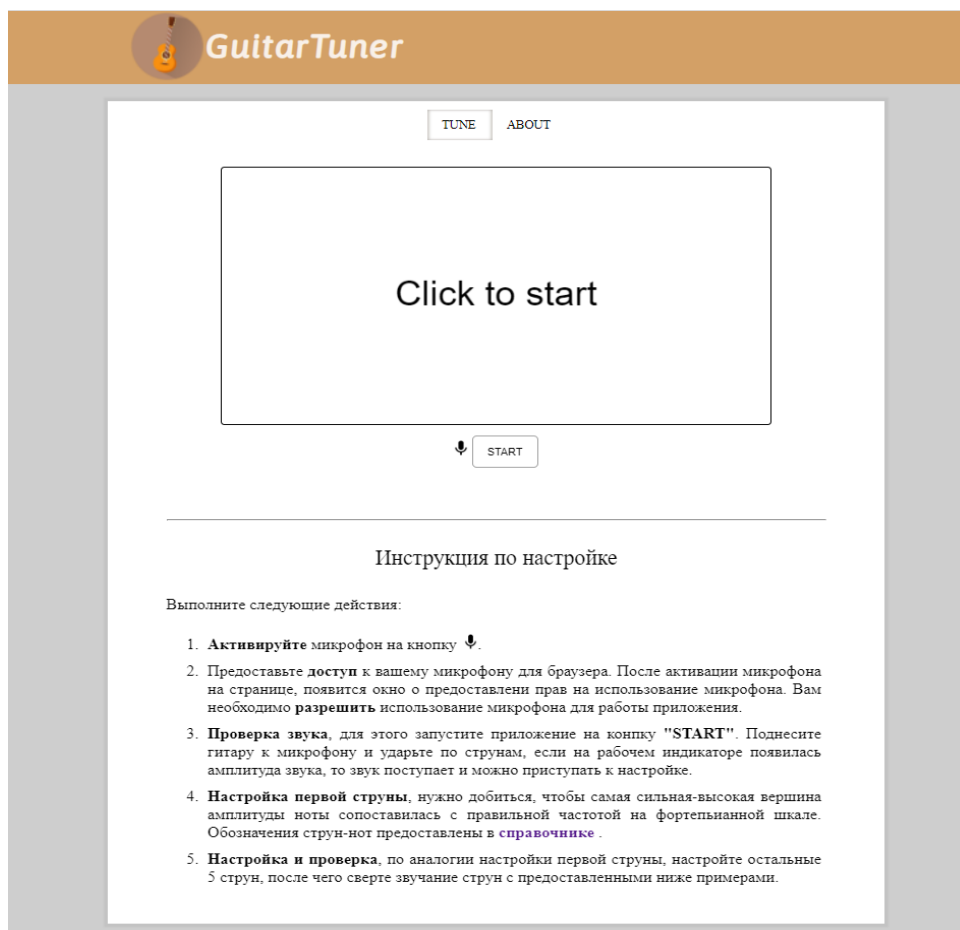 GuitarTuner
TUNE ABOUT
Click to start
START
Инструкция по настройке
Выполните следующие действия:
1. Активируйте микрофон на кнопку .
2. Предоставьте доступ к вашему микрофону для браузера. После активации микрофона
на странице, появится окно о предоставлени прав на использование микрофона. Вам
необходимо разрешить использование микрофона для работы приложения.
3. Проверка звука, для этого запустите приложение на конпку "START". Поднесите
гитару к микрофону и ударьте по струнам, если на рабочем индикаторе появилась
амплитуда звука, то звук поступает и можно приступать к настройке.
4. Настройка первой струны, нужно добиться, чтобы самая сильная-высокая вершина
амплитуды ноты сопоставилась с правильной частотой на фортепьианной шкале.
Обозначения струн-нот предоставлены в справочнике .
5. Настройка и проверка, по аналогии настройки первой струны, настройте остальные
5 струн, после чего сверте звучание струн с предоставленными ниже примерами.